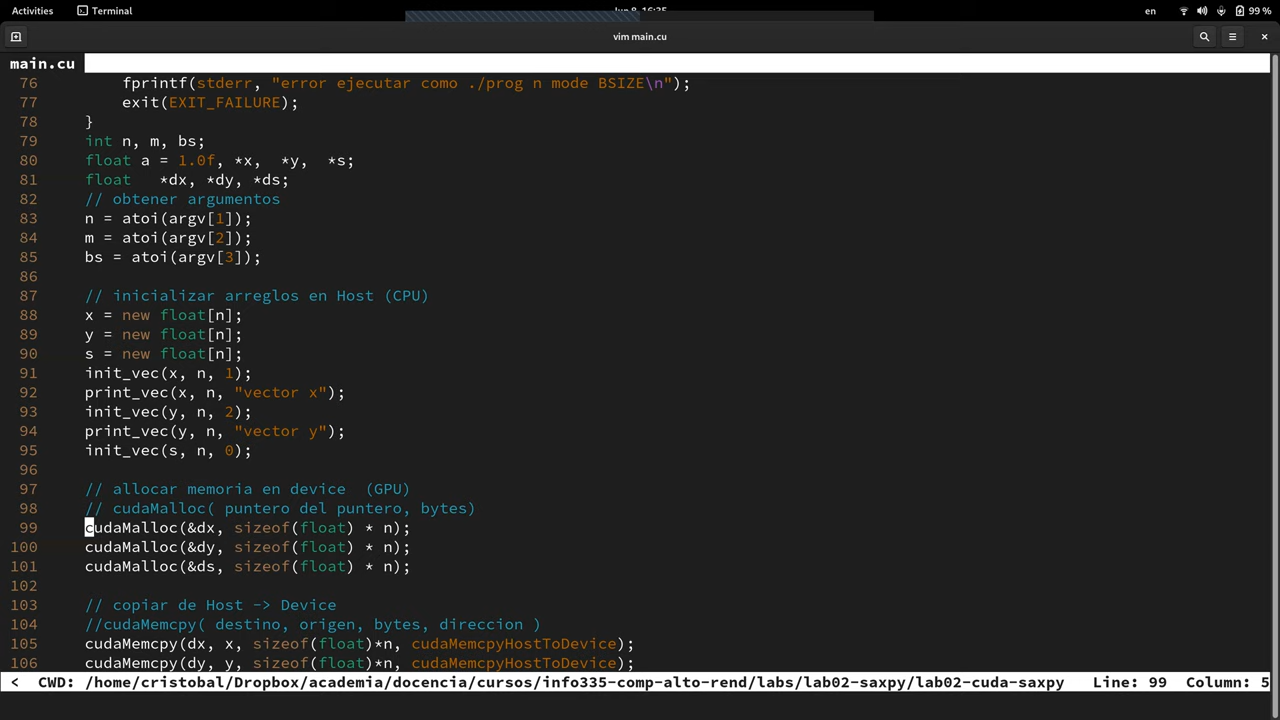 Activities Terminal en 99 %
vim main.cu
main.cu
76 fprintf(stderr, "error ejecutar como ./prog n mode BSIZE\n");
77 exit(EXIT_FAILURE);
78 }
79 int n, m, bs;
80 float a = 1.0f, *x, *y, *s;
81 float *dx, *dy, *ds;
82 // obtener argumentos
83 n = atoi(argv[1]);
84 m = atoi(argv[2]);
85 bs = atoi(argv[3]);
86
87 // inicializar arreglos en Host (CPU)
88 x = new float[n];
89 y = new float[n];
90 s = new float[n];
91 init_vec(x, n, 1);
92 print_vec(x, n, "vector x");
93 init_vec(y, n, 2);
94 print_vec(y, n, "vector y");
95 init_vec(s, n, 0);
96
97 // allocar memoria en device (GPU)
98 // cudaMalloc( puntero del puntero, bytes)
99 cudaMalloc(&dx, sizeof(float) * n);
100 cudaMalloc(&dy, sizeof(float) * n);
101 cudaMalloc(&ds, sizeof(float) * n);
102
103 // copiar de Host -> Device
104 //cudaMemcpy( destino, origen, bytes, direccion )
105 cudaMemcpy(dx, x, sizeof(float)*n, cudaMemcpyHostToDevice);
106 cudaMemcpy(dy, y, sizeof(float)*n, cudaMemcpyHostToDevice);
< CWD: /home/cristobal/Dropbox/academia/docencia/cursos/info335-comp-alto-rend/labs/lab02-saxpy/lab02-cuda-saxpy Line: 99 Column: 5